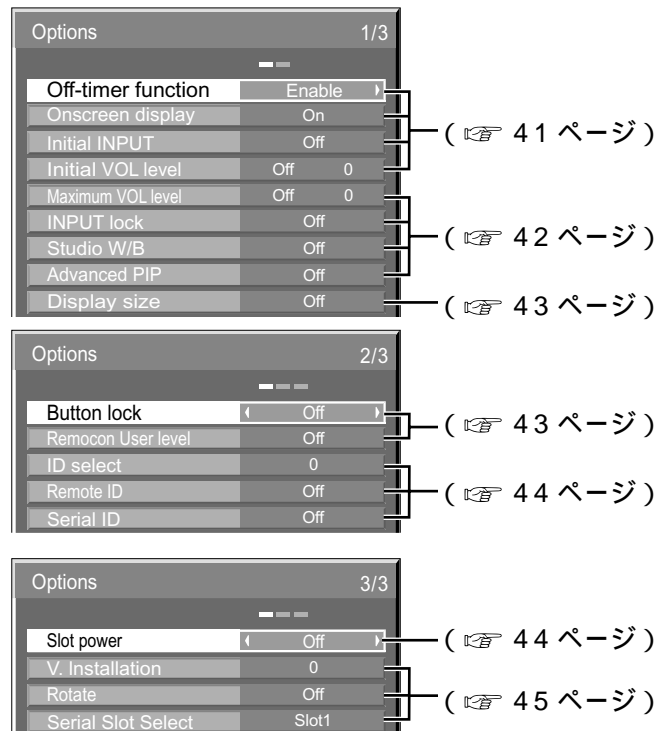 Options 1/3
Off-timer function Enable
Onscreen display On
Initial INPUT Off
Initial VOL level Off 0
(☞ 41 ページ)
Maximum VOL level Off 0
INPUT lock Off
Studio W/B Off
Advanced PIP Off
(☞ 42 ページ)
Display size Off
(☞ 43 ページ)
Options 2/3
Button lock Off
Remocon User level Off
(☞ 43 ページ)
ID select 0
Remote ID Off
Serial ID Off
(☞ 44 ページ)
Options 3/3
Slot power Off
(☞ 44 ページ)
V. Installation 0
Rotate Off
Serial Slot Select Slot1
(☞ 45 ページ)